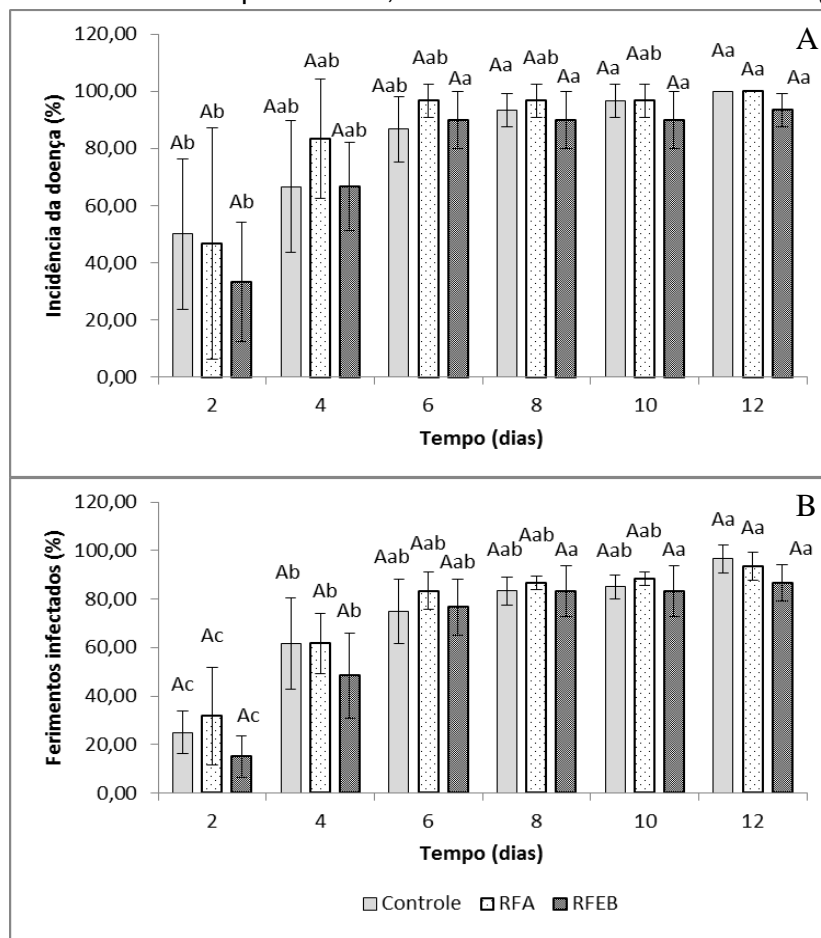 120,00
A
100,00
80,00
60,00
40,00
20,00
0,00
Incidência da doença (%)
Ab Ab Ab
Aab Aab Aab
Aab Aab Aa
Aa Aab Aa
Aa Aab Aa
Aa Aa Aa
2 4 6 8 10 12
Tempo (dias)
120,00
B
100,00
80,00
60,00
40,00
20,00
0,00
Ferimentos infectados (%)
Ac Ac Ac
Ab Ab Ab
Aab Aab Aab
Aab Aab Aa
Aab Aab Aa
Aa Aa Aa
2 4 6 8 10 12
Tempo (dias)
Controle RFA RFEB